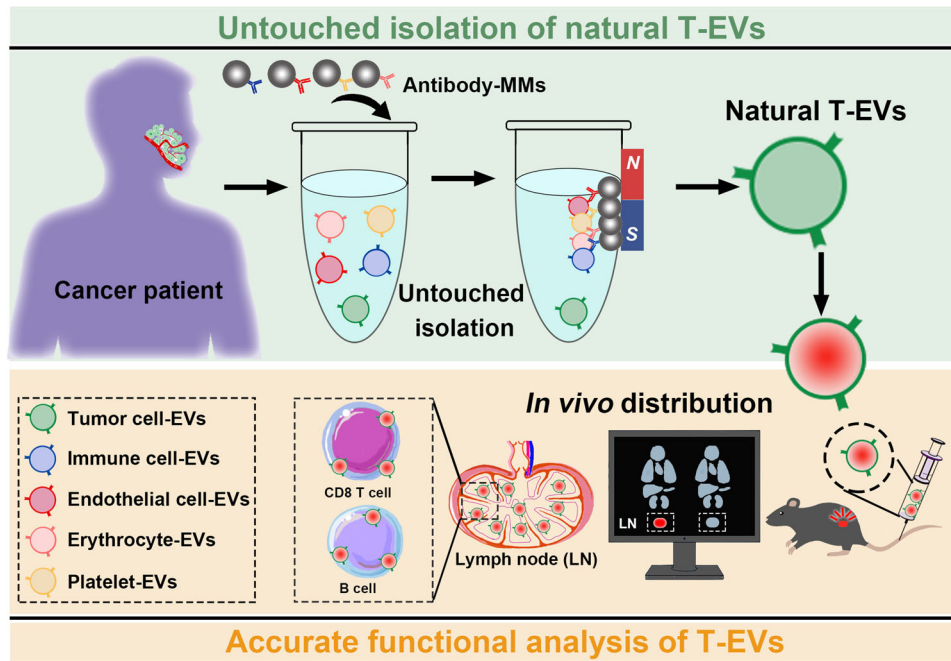 Untouched isolation of natural T-EVs
Antibody-MMs
Natural T-EVs
N
S
Cancer patient
Untouched
isolation
In vivo distribution
Tumor cell-EVs
Immune cell-EVs
Endothelial cell-EVs
Erythrocyte-EVs
Platelet-EVs
CD8 T cell
B cell
Lymph node (LN)
LN
Accurate functional analysis of T-EVs